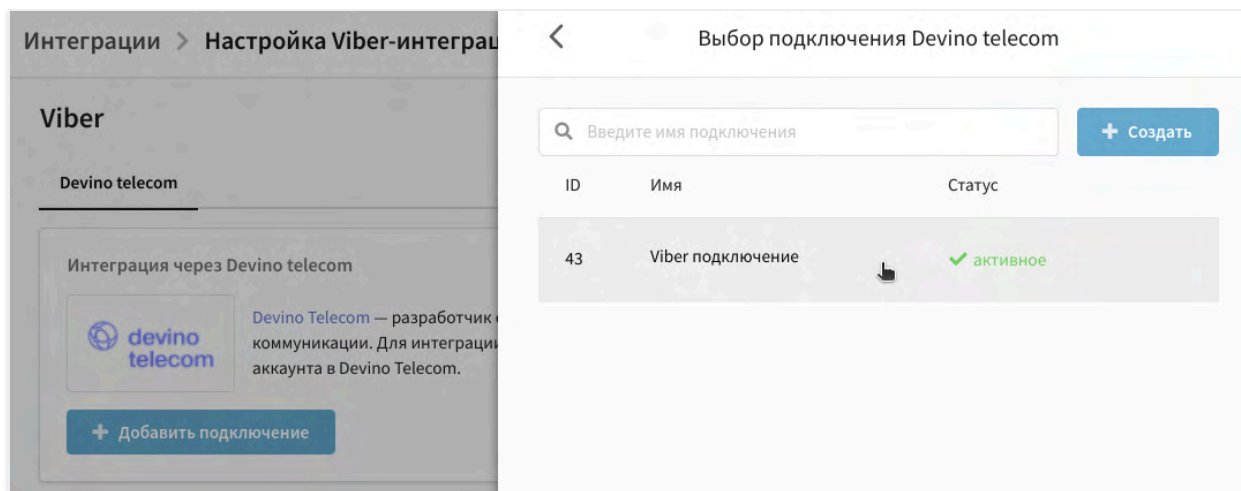 Интеграции > Настройка Viber-интеграц
Viber
Devino telecom
Интеграция через Devino telecom
devino
telecom
Devino Telecom — разработчик
коммуникации. Для интеграции
аккаунта в Devino Telecom.
+ Добавить подключение
Выбор подключения Devino telecom
Введите имя подключения
+ Создать
ID Имя Статус
43 Viber подключение активное